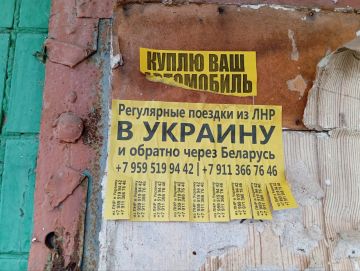 КУПЛЮ ВАШ
АВТОМОБИЛЬ
Регулярные поездки из ЛНР
В УКРАИНУ
и обратно через Беларусь
+7 959 519 94 42 | +7 911 366 76 46